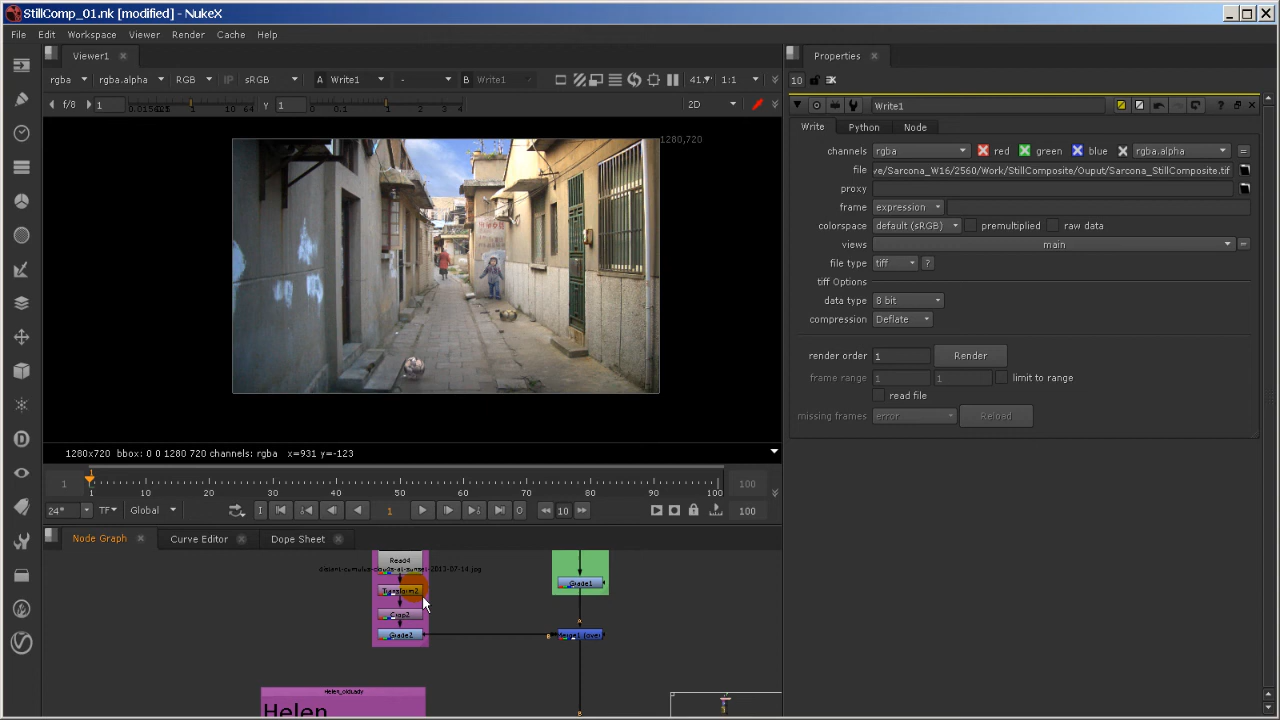 StillComp_01.nk [modified] - NukeX
File Edit Workspace Viewer Render Cache Help
Viewer1
rgba rgba.alpha RGB IP sRGB A Write1 - B Write1 1:1
f/8 1 Y 1 2D
1280,720
1280x720 bbox: 0 0 1280 720 channels: rgba x=931 y=-123
1 10 20 30 40 50 60 70 80 90 100 100
24* TF Global 1 10 100
Node Graph Curve Editor Dope Sheet
Read4
Transform2
Crop2
Grade2
Grade1
Helen_oldLady
Helen
Properties
10
Write1
Write Python Node
channels rgba red green blue rgba.alpha
file ve/Sarcona_W16/2560/Work/StillComposite/Ouput/Sarcona_StillComposite.tif
proxy
frame expression
colorspace default (sRGB) premultiplied raw data
views main
file type tiff ?
tiff Options
data type 8 bit
compression Deflate
render order 1 Render
frame range 1 1 limit to range
read file
missing frames error Reload